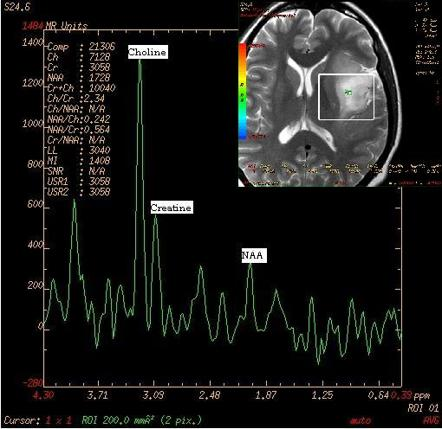 S24.6
1484 MR Units
1400
1200
1000
800
600
400
200
0
-280
Comp : 21306
Ch : 7128
Cr : 3058
NAA : 1728
Cr+Ch : 10040
Ch/Cr : 2.34
Ch/NAA: N/A
NAA/Ch:0.242
NAA/Cr:0.564
Cr/NAA: N/A
LL : 3040
MI : 1408
SNR : N/A
USR1 : 3058
USR2 : 3058
Choline
Creatine
NAA
4.30 3.71 3.09 2.48 1.87 1.25 0.64 0.39 ppm
ROI 01
Cursor: 1 x 1 ROI 200.0 mm² (2 pix.) auto AVG